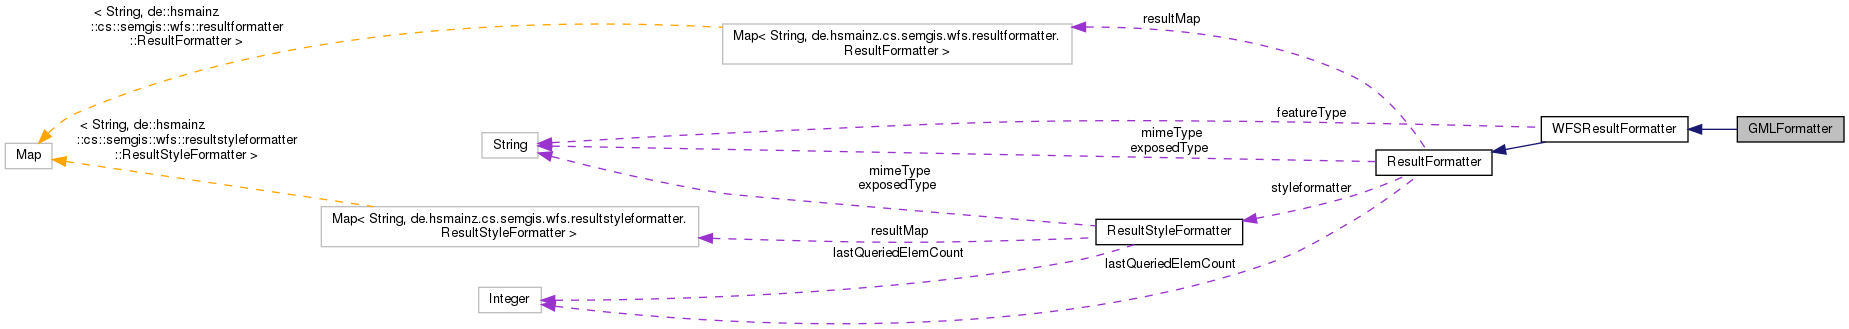 < String, de::hsmainz
::cs::semgis::wfs::resultformatter
::ResultFormatter >
resultMap
Map< String, de.hsmainz.cs.semgis.wfs.resultformatter.
ResultFormatter >
featureType
WFSResultFormatter
GMLFormatter
< String, de::hsmainz
::cs::semgis::wfs::resultstyleformatter
::ResultStyleFormatter >
Map
String
mimeType
exposedType
ResultFormatter
mimeType
exposedType
styleformatter
Map< String, de.hsmainz.cs.semgis.wfs.resultstyleformatter.
ResultStyleFormatter >
resultMap
ResultStyleFormatter
lastQueriedElemCount
lastQueriedElemCount
Integer